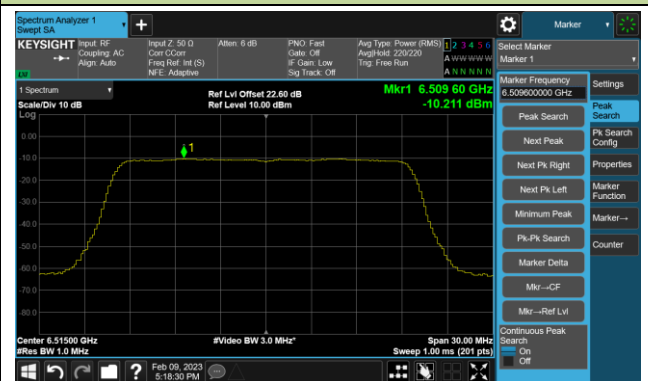 Spectrum Analyzer 1
Swept SA
+
Marker
KEYSIGHT
Input: RF
Coupling: AC
Align: Auto
Input Z: 50 Ω
Corr CCorr
Freq Ref: Int (S)
NFE: Adaptive
Atten: 6 dB
PNO: Fast
Gate: Off
IF Gain: Low
Sig Track: Off
Avg Type: Power (RMS)
Avg|Hold: 220/220
Trig: Free Run
1 2 3 4 5 6
A W W W W W
A N N N N N
Select Marker
Marker 1
1 Spectrum
Scale/Div 10 dB
Log
Ref Lvl Offset 22.60 dB
Ref Level 10.00 dBm
Mkr1 6.509 60 GHz
-10.211 dBm
1
0.00
-10.0
-20.0
-30.0
-40.0
-50.0
-60.0
-70.0
-80.0
Center 6.51500 GHz
#Res BW 1.0 MHz
#Video BW 3.0 MHz*
Span 30.00 MHz
Sweep 1.00 ms (201 pts)
Marker Frequency
6.509600000 GHz
Peak Search
Next Peak
Next Pk Right
Next Pk Left
Minimum Peak
Pk-Pk Search
Marker Delta
Mkr→CF
Mkr→Ref Lvl
Continuous Peak
Search
On
Off
Settings
Peak
Search
Pk Search
Config
Properties
Marker
Function
Marker→
Counter
?
Feb 09, 2023
5:18:30 PM